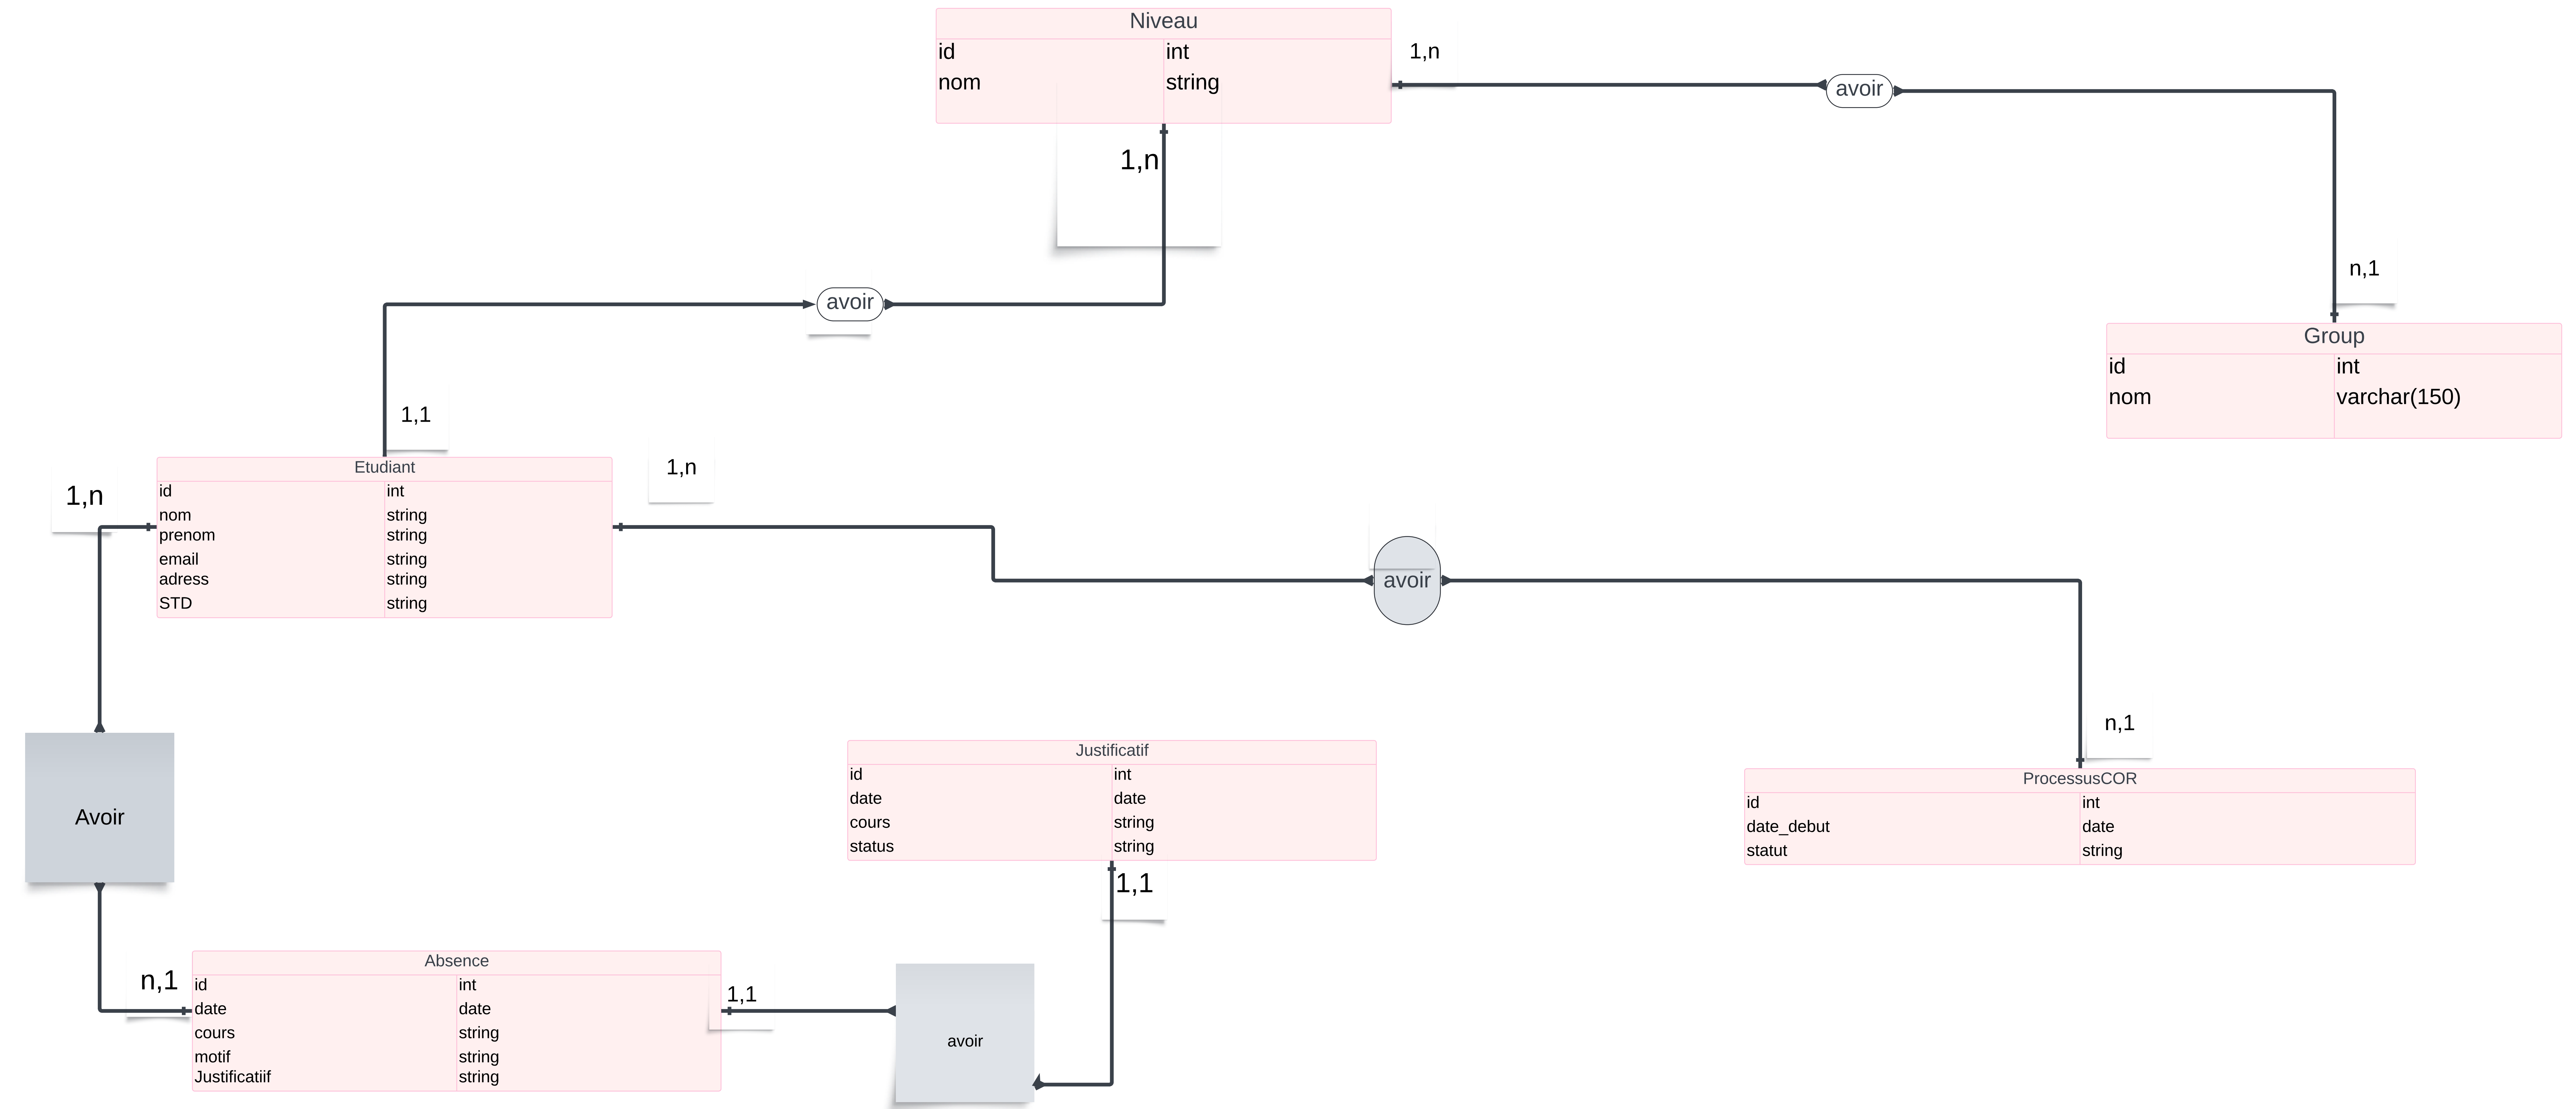 Niveau
id int
nom string
1,n
avoir
1,n
n,1
avoir
Group
id int
nom varchar(150)
1,1
1,n
1,n
Etudiant
id int
nom string
prenom string
email string
adress string
STD string
avoir
n,1
Avoir
Justificatif
id int
date date
cours string
status string
ProcessusCOR
id int
date_debut date
statut string
1,1
n,1
Absence
id int
date date
cours string
motif string
Justificatiif string
1,1
avoir